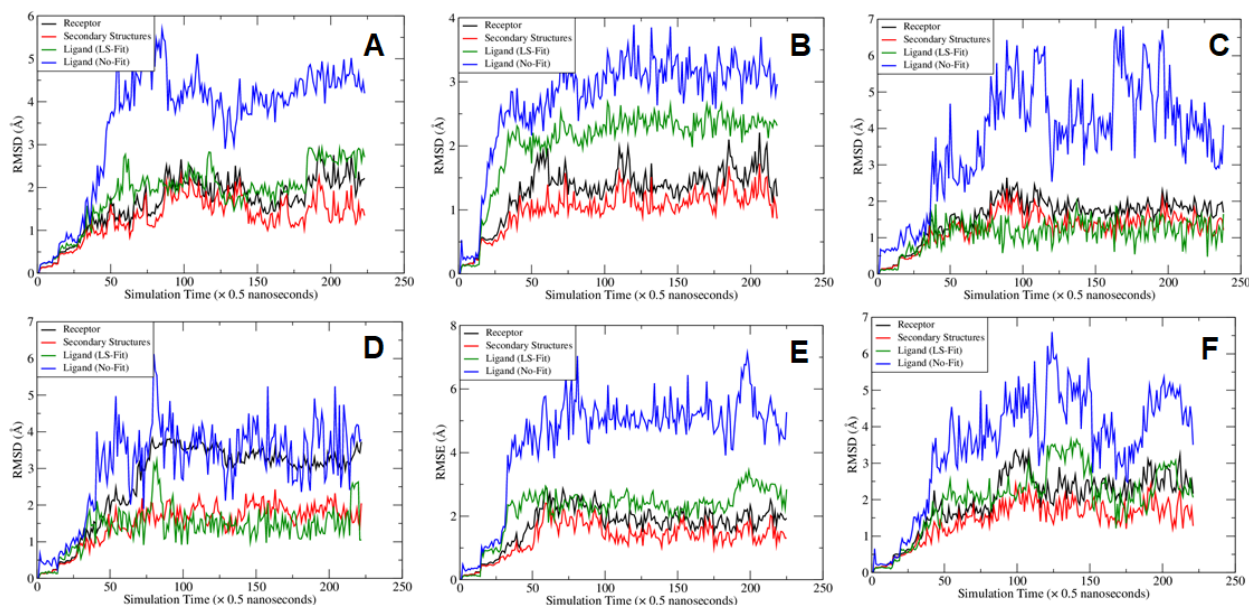 A
Receptor
Secondary Structures
Ligand (LS-Fit)
Ligand (No-Fit)
RMSD (Å)
6
5
4
3
2
1
0
0 50 100 150 200 250
Simulation Time (× 0.5 nanoseconds)
B
Receptor
Secondary Structures
Ligand (LS-Fit)
Ligand (No-Fit)
RMSD (Å)
4
3
2
1
0
0 50 100 150 200 250
Simulation Time (× 0.5 nanoseconds)
C
Receptor
Secondary Structures
Ligand (LS-Fit)
Ligand (No-Fit)
RMSD (Å)
7
6
5
4
3
2
1
0
0 50 100 150 200 250
Simulation Time (× 0.5 nanoseconds)
D
Receptor
Secondary Structures
Ligand (LS-Fit)
Ligand (No-Fit)
RMSD (Å)
7
6
5
4
3
2
1
0
0 50 100 150 200 250
Simulation Time (× 0.5 nanoseconds)
E
Receptor
Secondary Structures
Ligand (LS-Fit)
Ligand (No-Fit)
RMSE (Å)
8
6
4
2
0
0 50 100 150 200 250
Simulation Time (× 0.5 nanoseconds)
F
Receptor
Secondary Structures
Ligand (LS-Fit)
Ligand (No-Fit)
RMSD (Å)
7
6
5
4
3
2
1
0
0 50 100 150 200 250
Simulation Time (× 0.5 nanoseconds)